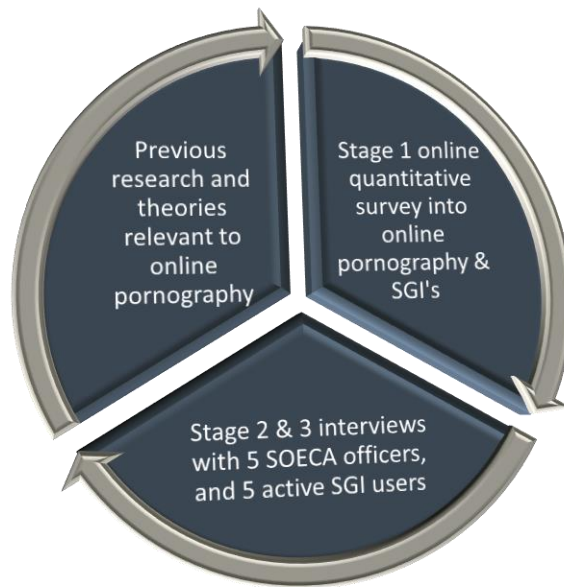 Previous
research and
theories
relevant to
online
pornography
Stage 1 online
quantitative
survey into
online
pornography &
SGI's
Stage 2 & 3 interviews
with 5 SOECA officers,
and 5 active SGI users